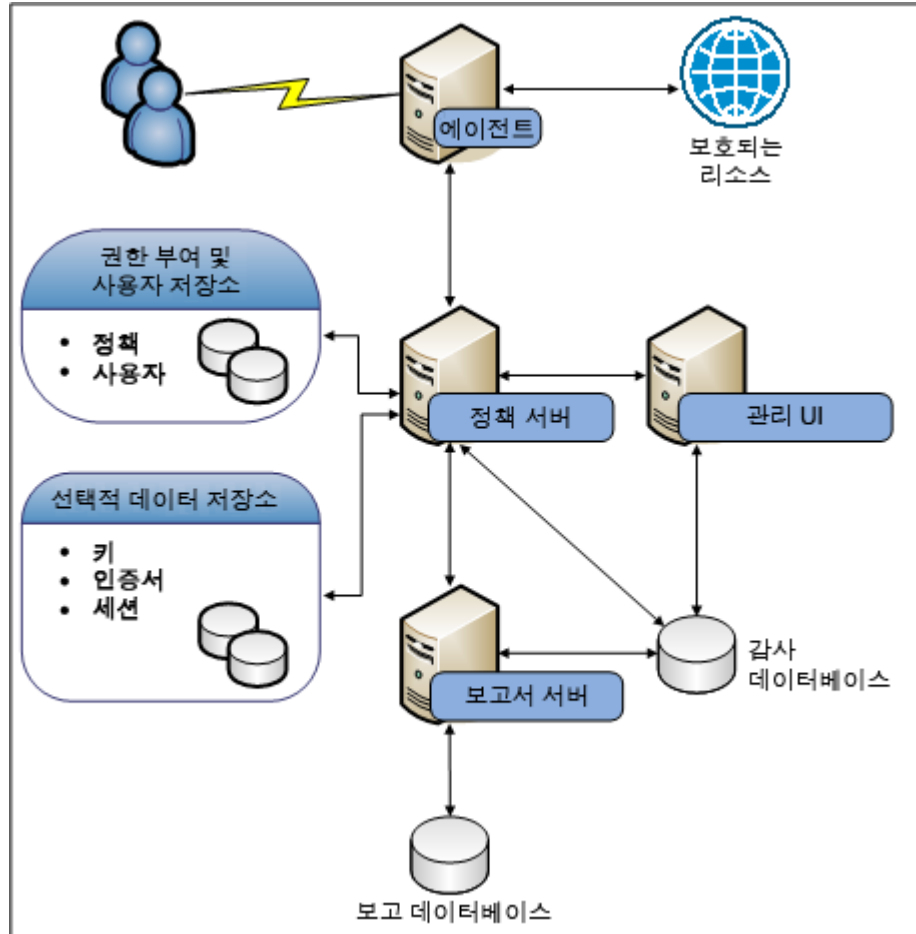 에이전트
보호되는
리소스
권한 부여 및
사용자 저장소
• 정책
• 사용자
정책 서버
관리 UI
선택적 데이터 저장소
• 키
• 인증서
• 세션
보고서 서버
감사
데이터베이스
보고 데이터베이스